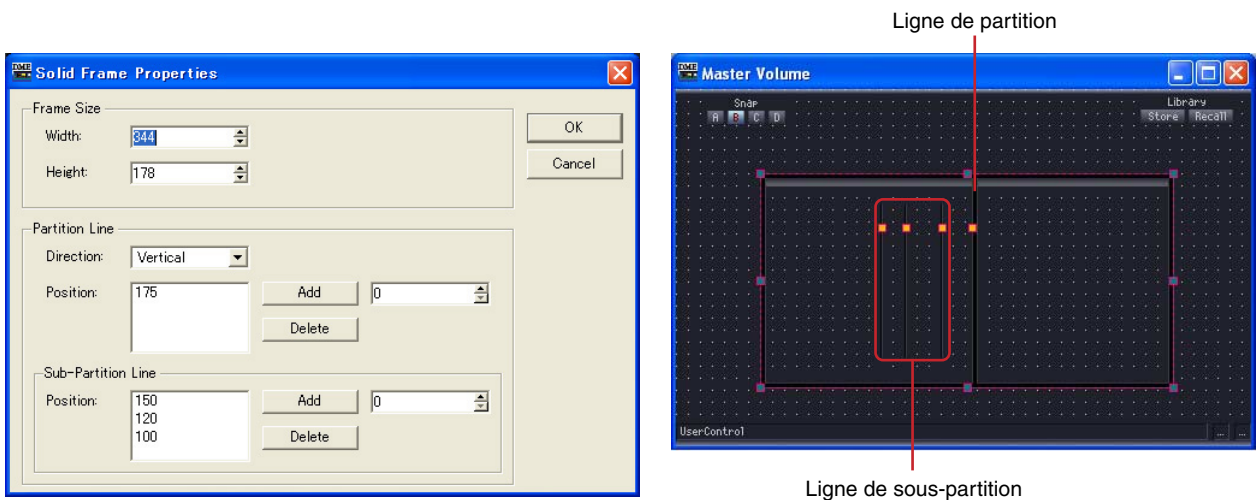 Ligne de partition
DME Solid Frame Properties
Frame Size
Width: 344
Height: 178
OK
Cancel
Partition Line
Direction: Vertical
Position: 175
Add 0
Delete
Sub-Partition Line
Position: 150
120
100
Add 0
Delete
DME Master Volume
Snap
A B C D
Library
Store Recall
UserControl
... ...
Ligne de sous-partition